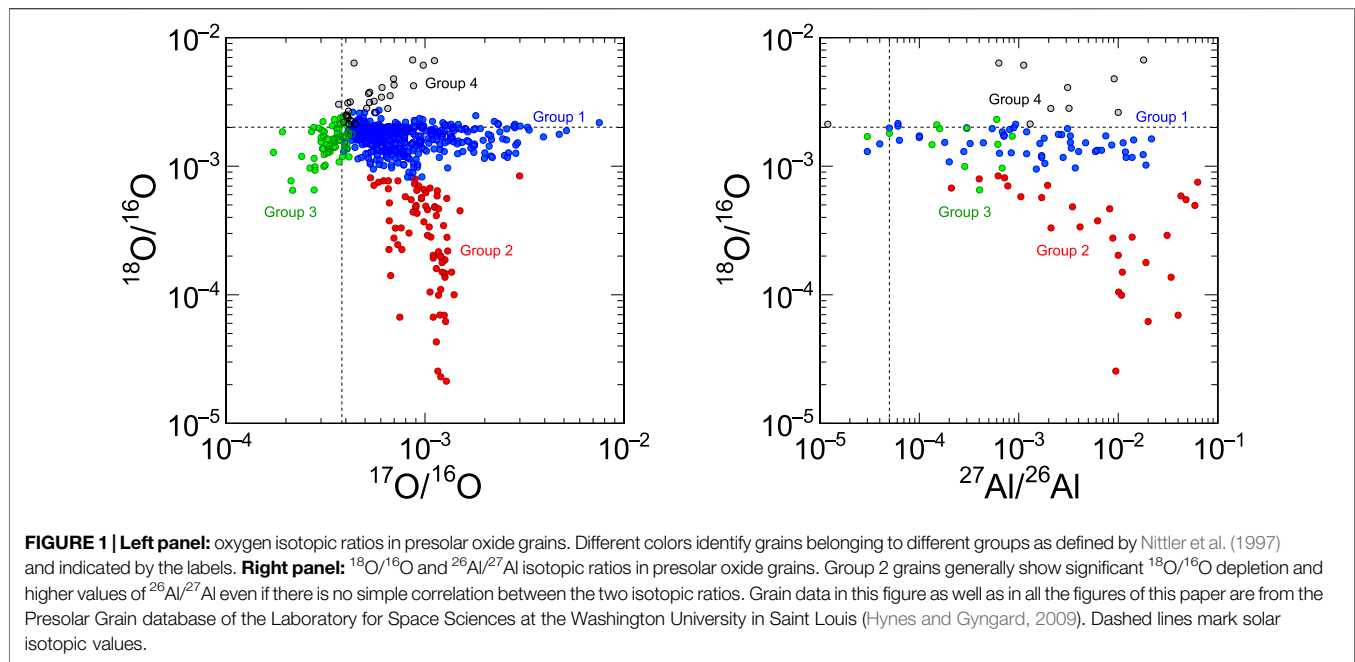 10⁻²
10⁻³
10⁻⁴
10⁻⁵
¹⁸O/¹⁶O
Group 4
Group 1
Group 3
Group 2
10⁻⁴
10⁻³
10⁻²
¹⁷O/¹⁶O
10⁻²
10⁻³
10⁻⁴
10⁻⁵
¹⁸O/¹⁶O
Group 4
Group 1
Group 3
Group 2
10⁻⁵
10⁻⁴
10⁻³
10⁻²
10⁻¹
²⁷Al/²⁶Al
FIGURE 1 | Left panel: oxygen isotopic ratios in presolar oxide grains. Different colors identify grains belonging to different groups as defined by Nittler et al. (1997)
and indicated by the labels. Right panel: ¹⁸O/¹⁶O and ²⁶Al/²⁷Al isotopic ratios in presolar oxide grains. Group 2 grains generally show significant ¹⁸O/¹⁶O depletion and
higher values of ²⁶Al/²⁷Al even if there is no simple correlation between the two isotopic ratios. Grain data in this figure as well as in all the figures of this paper are from the
Presolar Grain database of the Laboratory for Space Sciences at the Washington University in Saint Louis (Hynes and Gyngard, 2009). Dashed lines mark solar
isotopic values.